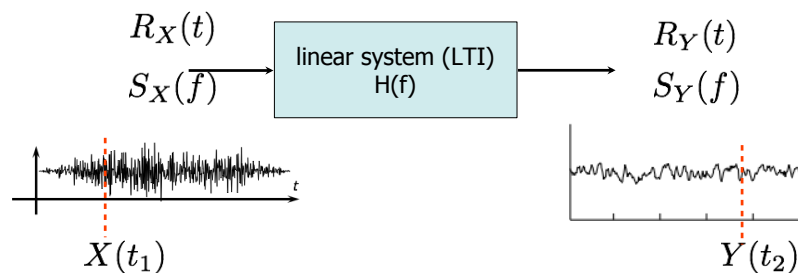 R_X(t)
S_X(f)
linear system (LTI)
H(f)
R_Y(t)
S_Y(f)
t
X(t_1)
Y(t_2)